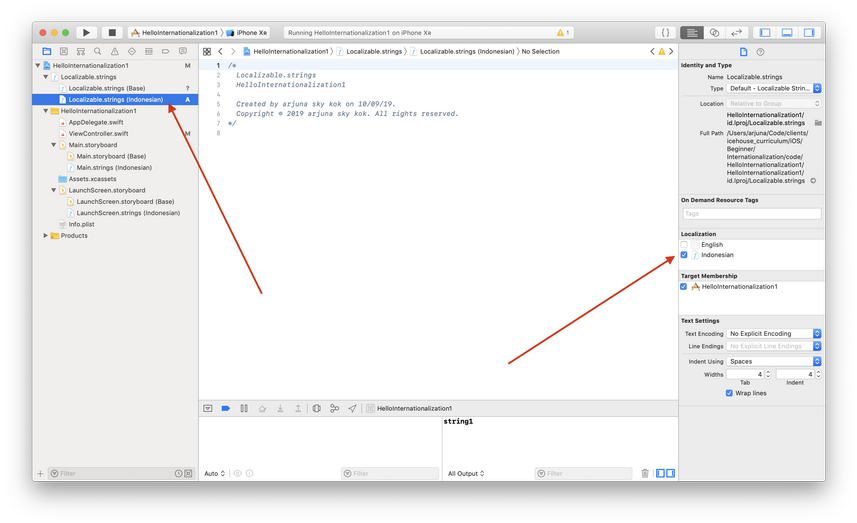 HelloInternationalization1 〉 iPhone Xʀ
Running HelloInternationalization1 on iPhone Xʀ
1
{}
HelloInternationalization1 M
Localizable.strings
Localizable.strings (Base) ?
Localizable.strings (Indonesian) A
HelloInternationalization1
AppDelegate.swift
ViewController.swift M
Main.storyboard
Main.storyboard (Base)
Main.strings (Indonesian)
Assets.xcassets
LaunchScreen.storyboard
LaunchScreen.storyboard (Base)
LaunchScreen.strings (Indonesian)
Info.plist
Products
Filter
HelloInternationalization1 〉 Localizable.strings 〉 Localizable.strings (Indonesian) 〉 No Selection
1 /*
2 Localizable.strings
3 HelloInternationalization1
4
5 Created by arjuna sky kok on 10/09/19.
6 Copyright © 2019 arjuna sky kok. All rights reserved.
7 */
8
HelloInternationalization1
string1
Auto
Filter
All Output
Filter
Identity and Type
Name Localizable.strings
Type Default - Localizable Strin...
Location Relative to Group
HelloInternationalization1/
id.lproj/Localizable.strings
Full Path /Users/arjuna/Code/clients/
icehouse_curriculum/iOS/
Beginner/
Internationalization/code/
HelloInternationalization1/
HelloInternationalization1/
id.lproj/Localizable.strings
On Demand Resource Tags
Tags
Localization
English
Indonesian
Target Membership
HelloInternationalization1
Text Settings
Text Encoding No Explicit Encoding
Line Endings No Explicit Line Endings
Indent Using Spaces
Widths 4 4
Tab Indent
Wrap lines